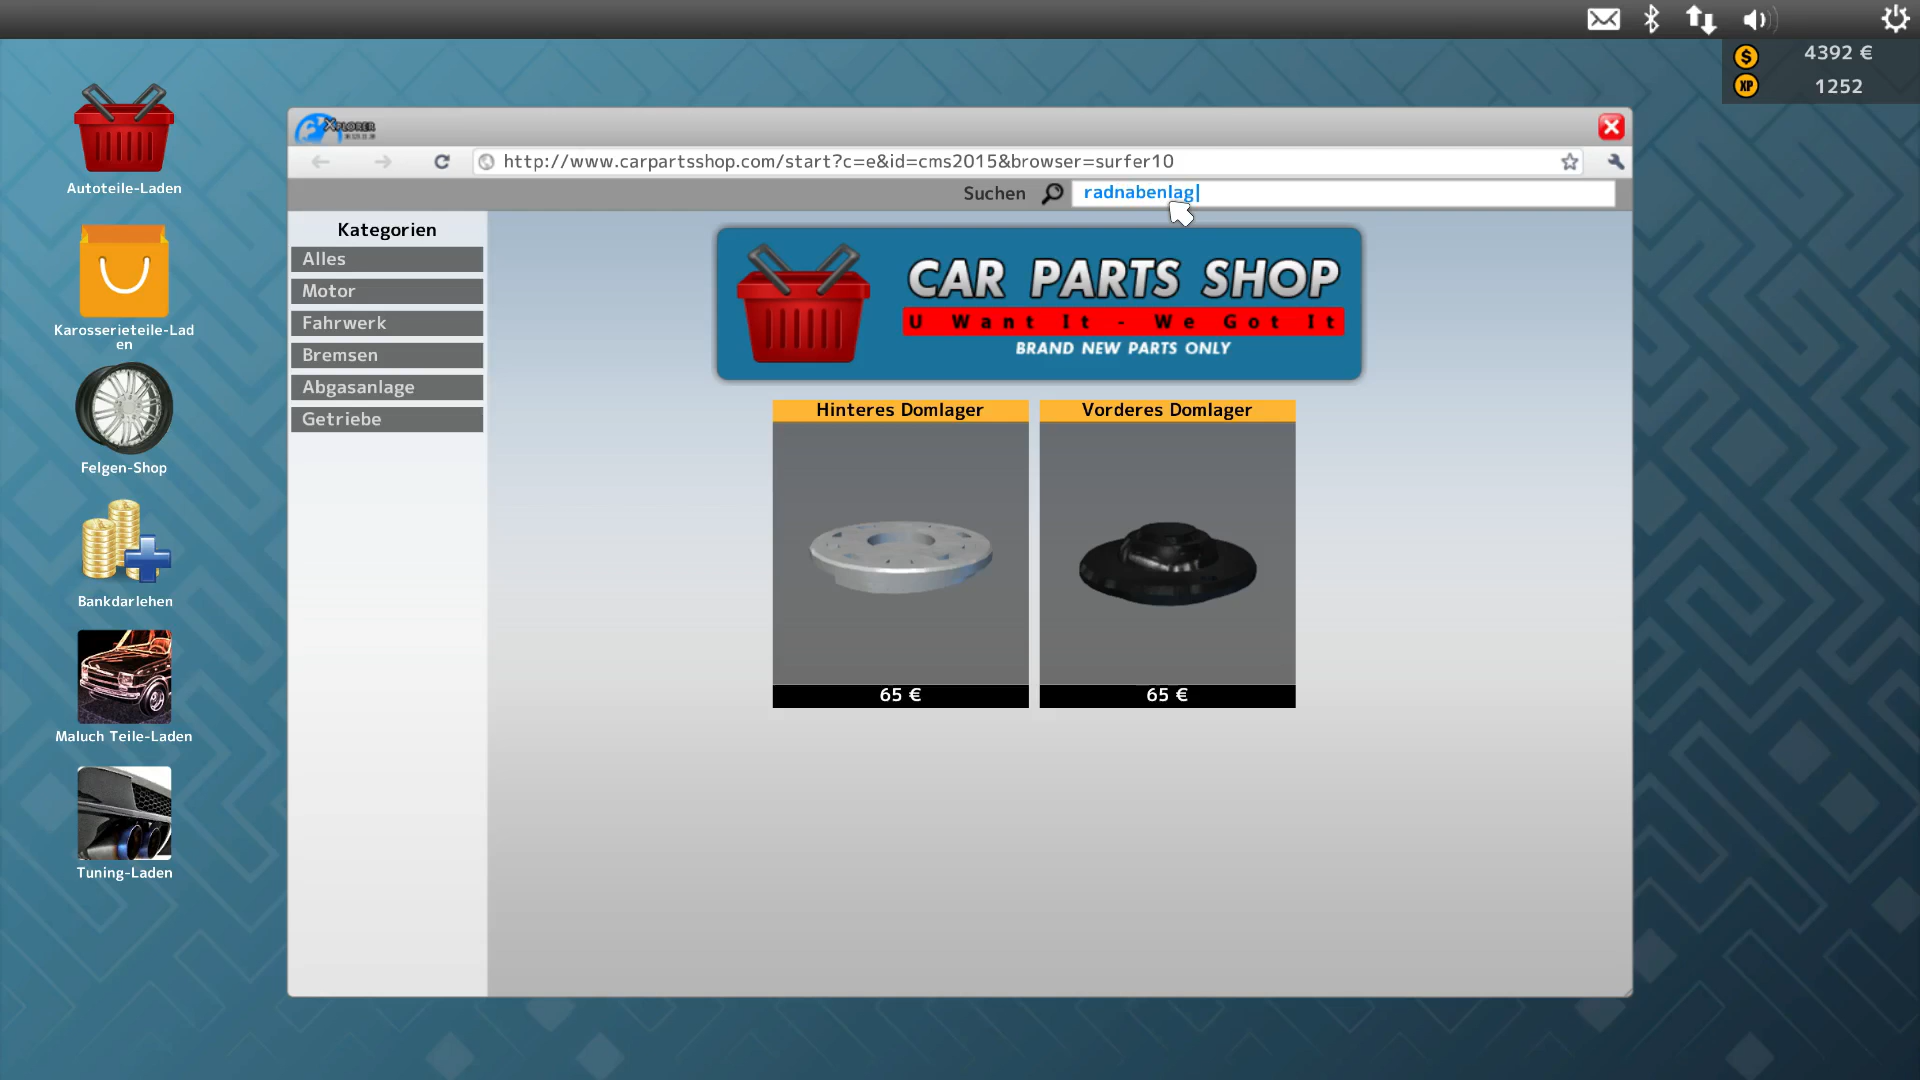 4392 €
XP
1252
Autoteile-Laden
Karosserieteile-Lad
en
Felgen-Shop
Bankdarlehen
Maluch Teile-Laden
Tuning-Laden
XPLORER
http://www.carpartsshop.com/start?c=e&id=cms2015&browser=surfer10
Suchen
radnabenlag
Kategorien
Alles
Motor
Fahrwerk
Bremsen
Abgasanlage
Getriebe
CAR PARTS SHOP
U Want It - We Got It
BRAND NEW PARTS ONLY
Hinteres Domlager
65 €
Vorderes Domlager
65 €